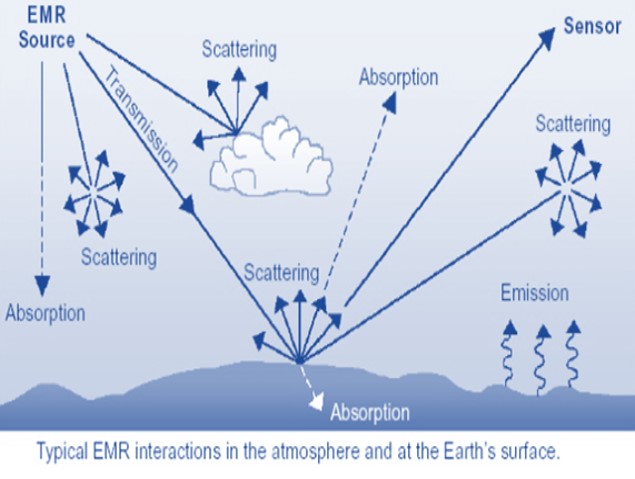 EMR
Source
Sensor
Scattering
Absorption
Transmission
Scattering
Scattering
Scattering
Emission
Absorption
Absorption
Typical EMR interactions in the atmosphere and at the Earth's surface.